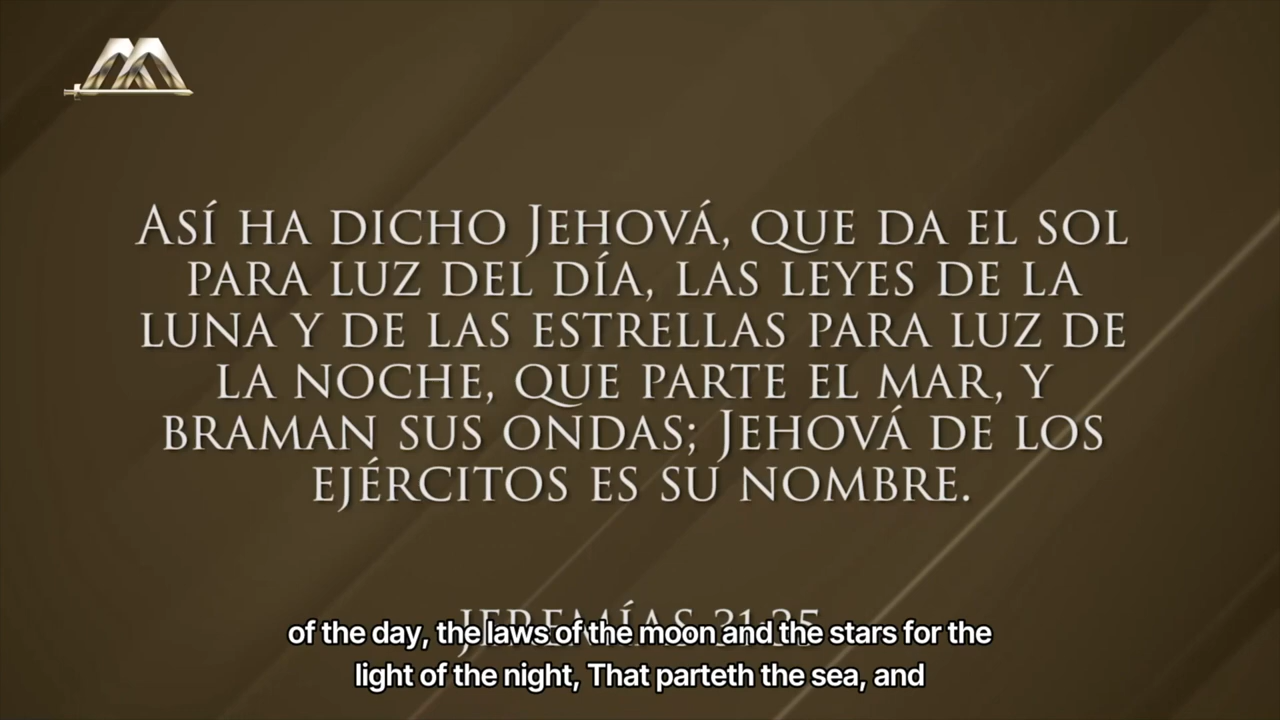 Así ha dicho Jehová, que da el sol
para luz del día, las leyes de la
luna y de las estrellas para luz de
la noche, que parte el mar, y
braman sus ondas; Jehová de los
ejércitos es su nombre.
Jeremías 31:35
of the day, the laws of the moon and the stars for the
light of the night, That parteth the sea, and